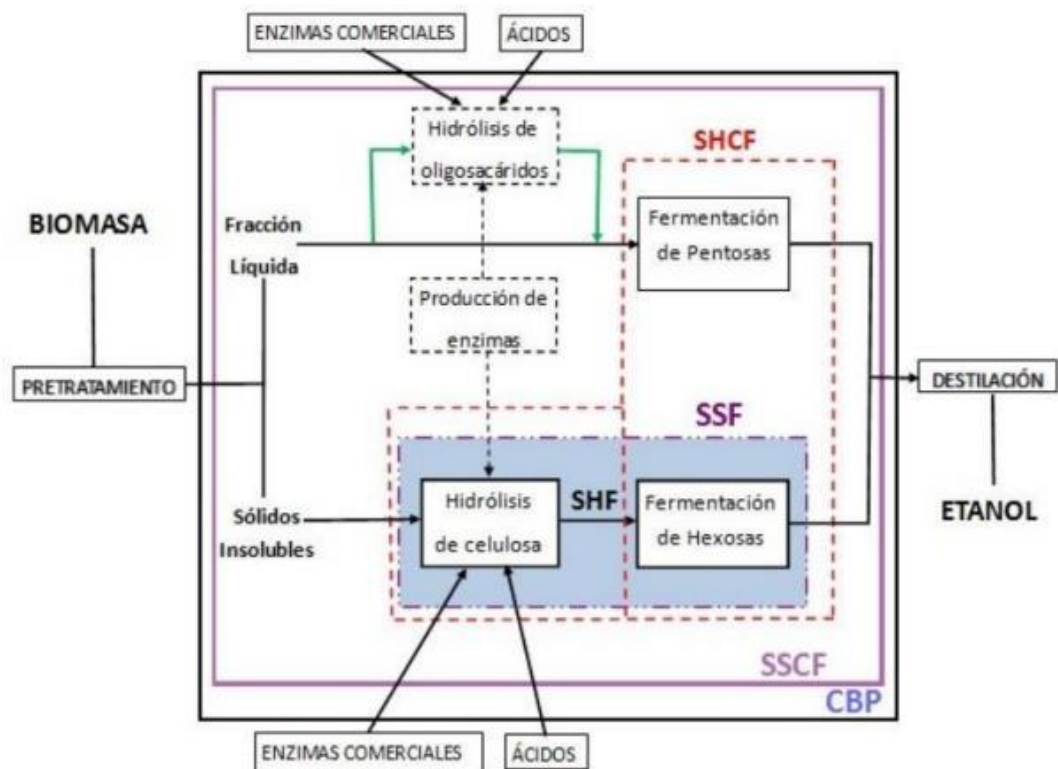 ENZIMAS COMERCIALES
ÁCIDOS
Hidrólisis de
oligosacáridos
SHCF
BIOMASA
Fracción
Líquida
Fermentación
de Pentosas
Producción de
enzimas
PRETRATAMIENTO
DESTILACIÓN
SSF
Sólidos
Insolubles
Hidrólisis
de celulosa
SHF
Fermentación
de Hexosas
ETANOL
SSCF
CBP
ENZIMAS COMERCIALES
ÁCIDOS